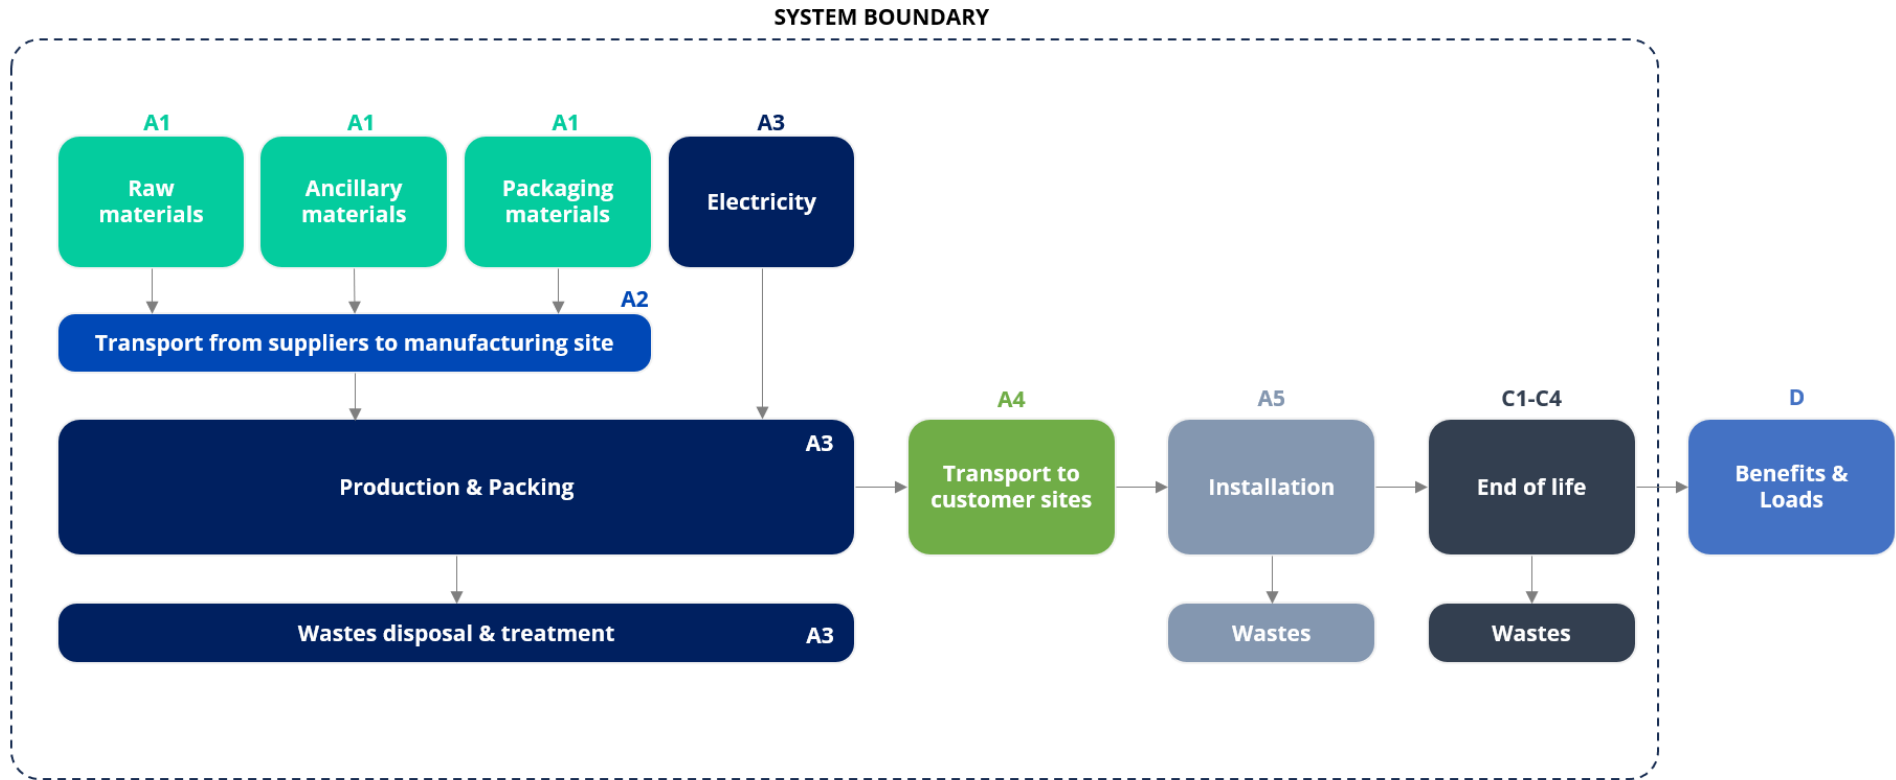 SYSTEM BOUNDARY
A1
A1
A1
A3
Raw
materials
Ancillary
materials
Packaging
materials
Electricity
A2
Transport from suppliers to manufacturing site
A3
Production & Packing
A4
Transport to
customer sites
A5
Installation
C1-C4
End of life
D
Benefits &
Loads
Wastes disposal & treatment
A3
Wastes
Wastes